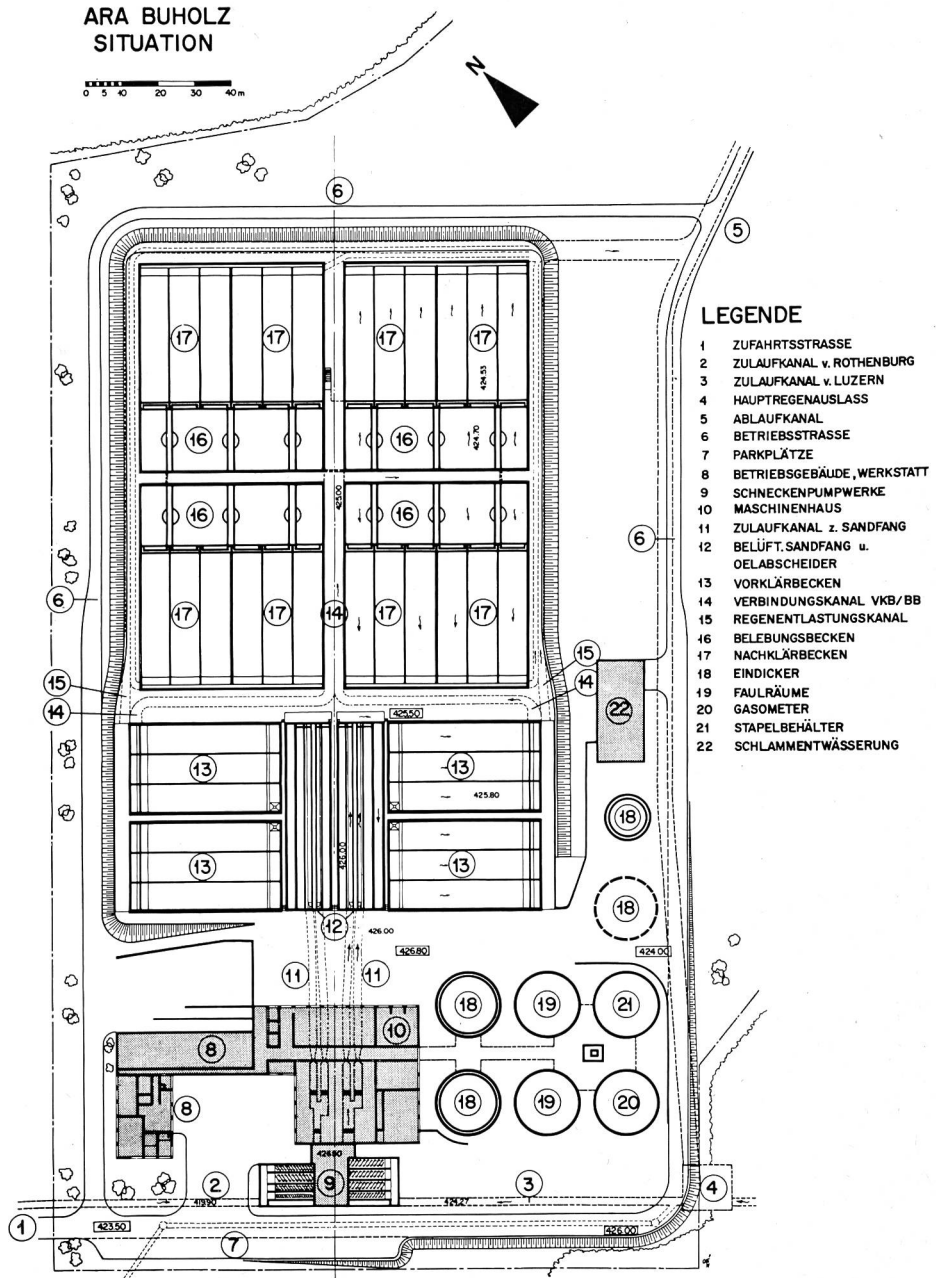 ARA BUHOLZ
SITUATION
0 5 10 20 30 40 m
N
6
5
17 17 17 17
424.53
16 16
424.70
425.00
16 16
6
6
17 17 14 17 17
15 15
14 14
22
425.50
13 13
425.80
18
13 13
426.00
18
12
426.00
426.80
424.00
11 11
18 19 21
10
8
8
18 19 20
426.80
9
2
3
4
419.90
424.27
1
423.50
426.00
7
LEGENDE
1 ZUFAHRTSSTRASSE
2 ZULAUFKANAL v. ROTHENBURG
3 ZULAUFKANAL v. LUZERN
4 HAUPTREGENAUSLASS
5 ABLAUFKANAL
6 BETRIEBSSTRASSE
7 PARKPLÄTZE
8 BETRIEBSGEBÄUDE, WERKSTATT
9 SCHNECKENPUMPWERKE
10 MASCHINENHAUS
11 ZULAUFKANAL z. SANDFANG
12 BELÜFT. SANDFANG u.
OELABSCHEIDER
13 VORKLÄRBECKEN
14 VERBINDUNGSKANAL VKB/BB
15 REGENENTLASTUNGSKANAL
16 BELEBUNGSBECKEN
17 NACHKLÄRBECKEN
18 EINDICKER
19 FAULRÄUME
20 GASOMETER
21 STAPELBEHÄLTER
22 SCHLAMMENTWÄSSERUNG